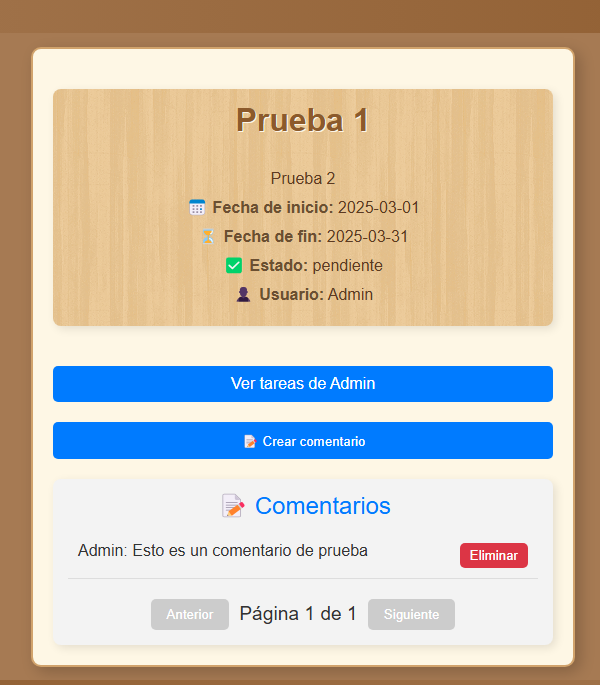 Prueba 1
Prueba 2
Fecha de inicio: 2025-03-01
Fecha de fin: 2025-03-31
Estado: pendiente
Usuario: Admin
Ver tareas de Admin
Crear comentario
Comentarios
Admin: Esto es un comentario de prueba
Eliminar
Anterior Página 1 de 1 Siguiente